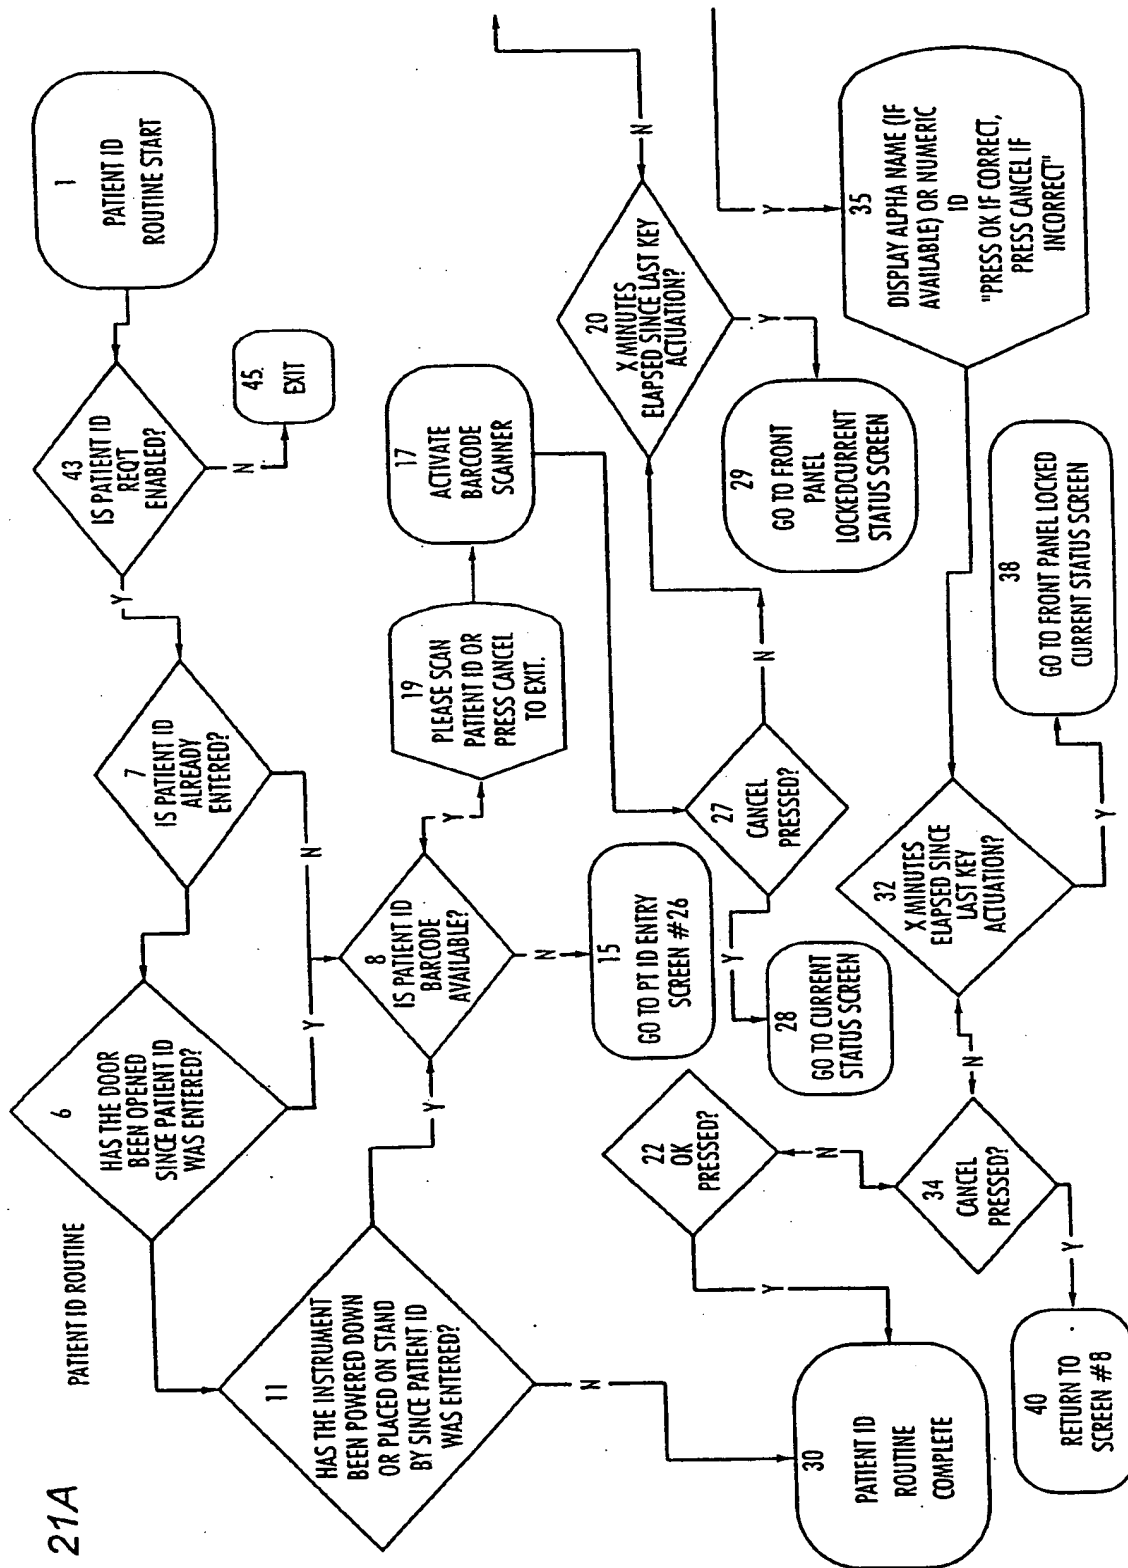 21A
PATIENT ID ROUTINE
1
PATIENT ID
ROUTINE START
43
IS PATIENT ID
REQ'T
ENABLED?
N
45.
EXIT
Y
7
IS PATIENT ID
ALREADY
ENTERED?
N
6
HAS THE DOOR
BEEN OPENED
SINCE PATIENT ID
WAS ENTERED?
Y
11
HAS THE INSTRUMENT
BEEN POWERED DOWN
OR PLACED ON STAND
BY SINCE PATIENT ID
WAS ENTERED?
Y
N
8
IS PATIENT ID
BARCODE
AVAILABLE?
Y
N
19
PLEASE SCAN
PATIENT ID OR
PRESS CANCEL
TO EXIT.
17
ACTIVATE
BARCODE
SCANNER
15
GO TO PT ID ENTRY
SCREEN #26
27
CANCEL
PRESSED?
N
Y
28
GO TO CURRENT
STATUS SCREEN
20
X MINUTES
ELAPSED SINCE LAST KEY
ACTUATION?
N
Y
29
GO TO FRONT
PANEL
LOCKEDCURRENT
STATUS SCREEN
Y
35
DISPLAY ALPHA NAME (IF
AVAILABLE) OR NUMERIC
ID
"PRESS OK IF CORRECT,
PRESS CANCEL IF
INCORRECT"
32
X MINUTES
ELAPSED SINCE
LAST KEY
ACTUATION?
Y
38
GO TO FRONT PANEL LOCKED
CURRENT STATUS SCREEN
N
34
CANCEL
PRESSED?
Y
40
RETURN TO
SCREEN #8
N
22
OK
PRESSED?
Y
30
PATIENT ID
ROUTINE
COMPLETE